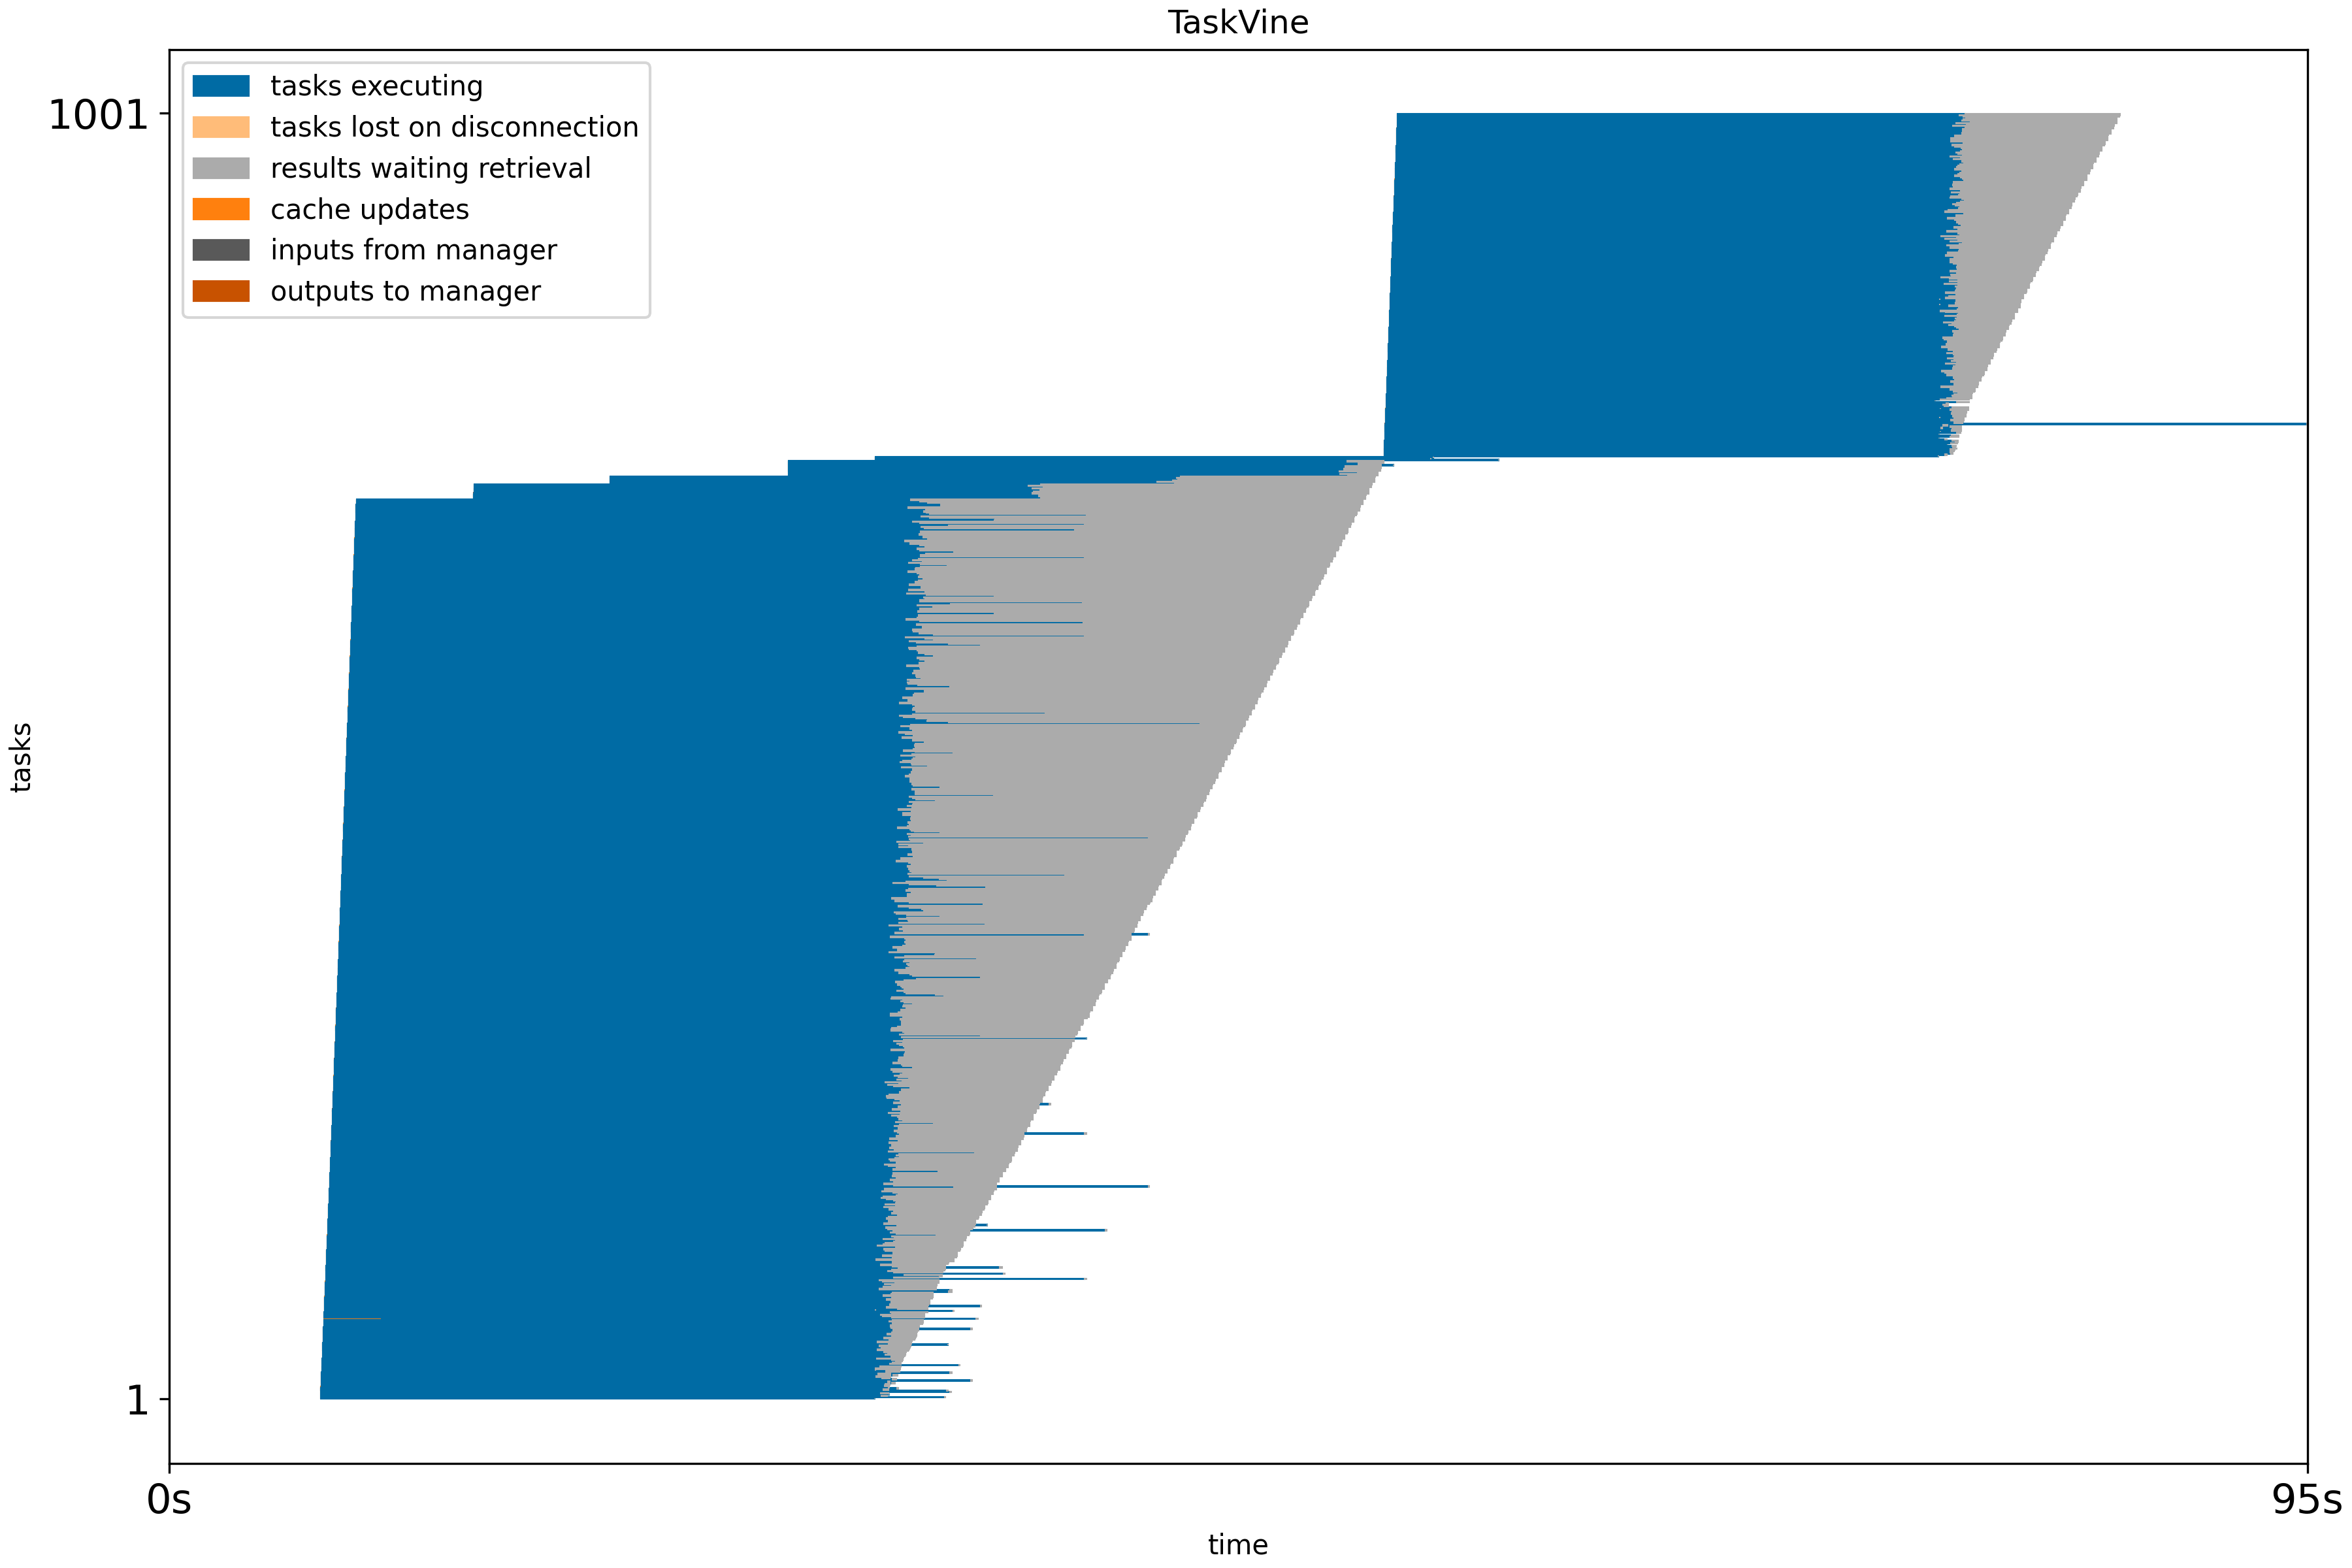 TaskVine
1001
tasks executing
tasks lost on disconnection
results waiting retrieval
cache updates
inputs from manager
outputs to manager
tasks
1
0s
95s
time